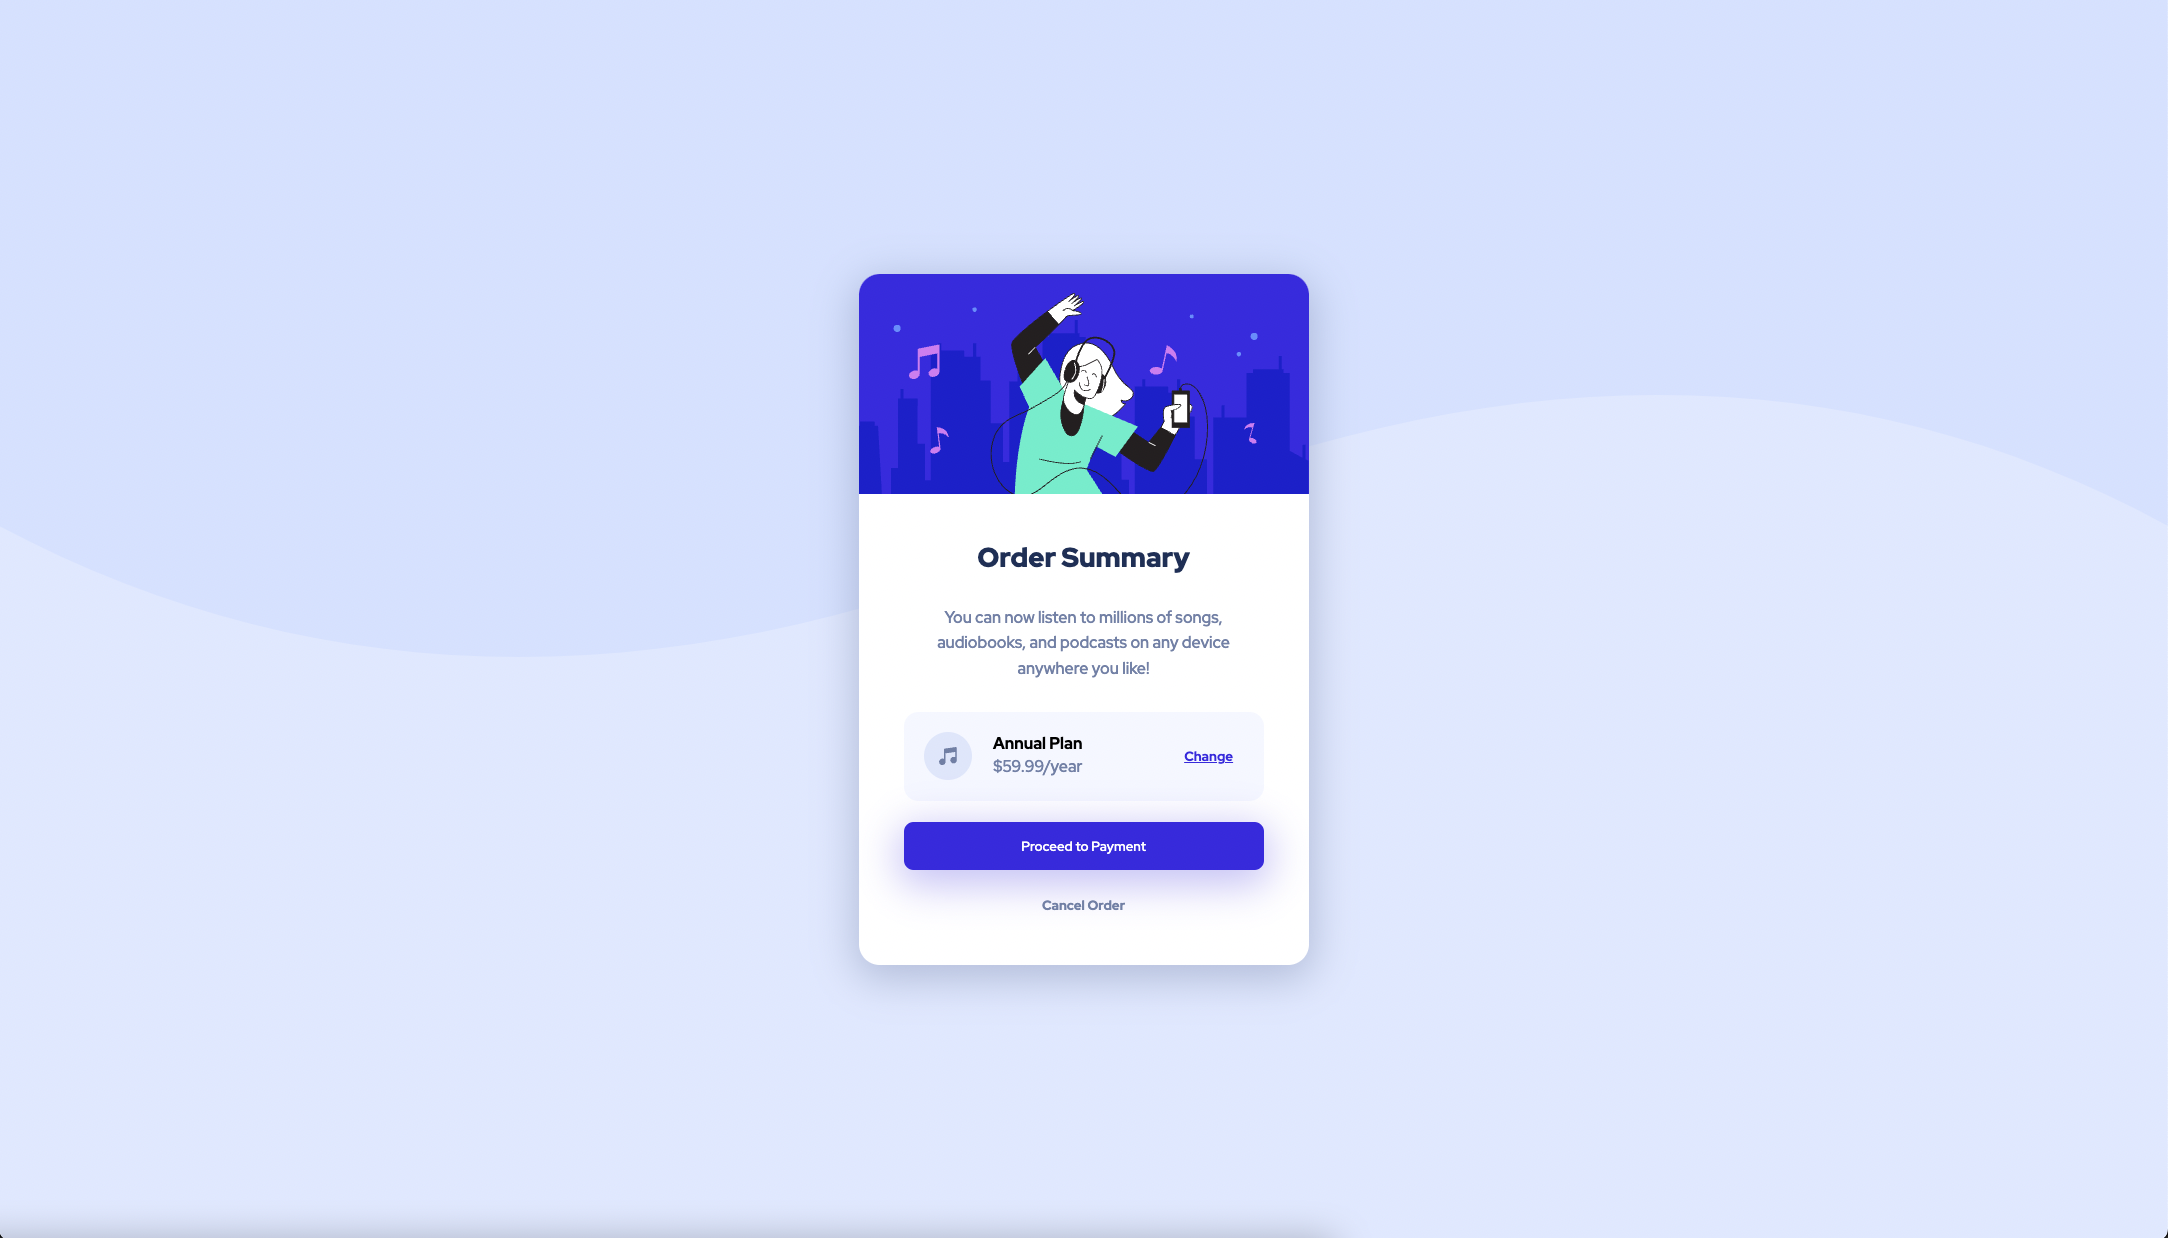 Order Summary
You can now listen to millions of songs,
audiobooks, and podcasts on any device
anywhere you like!
Annual Plan
$59.99/year
Change
Proceed to Payment
Cancel Order